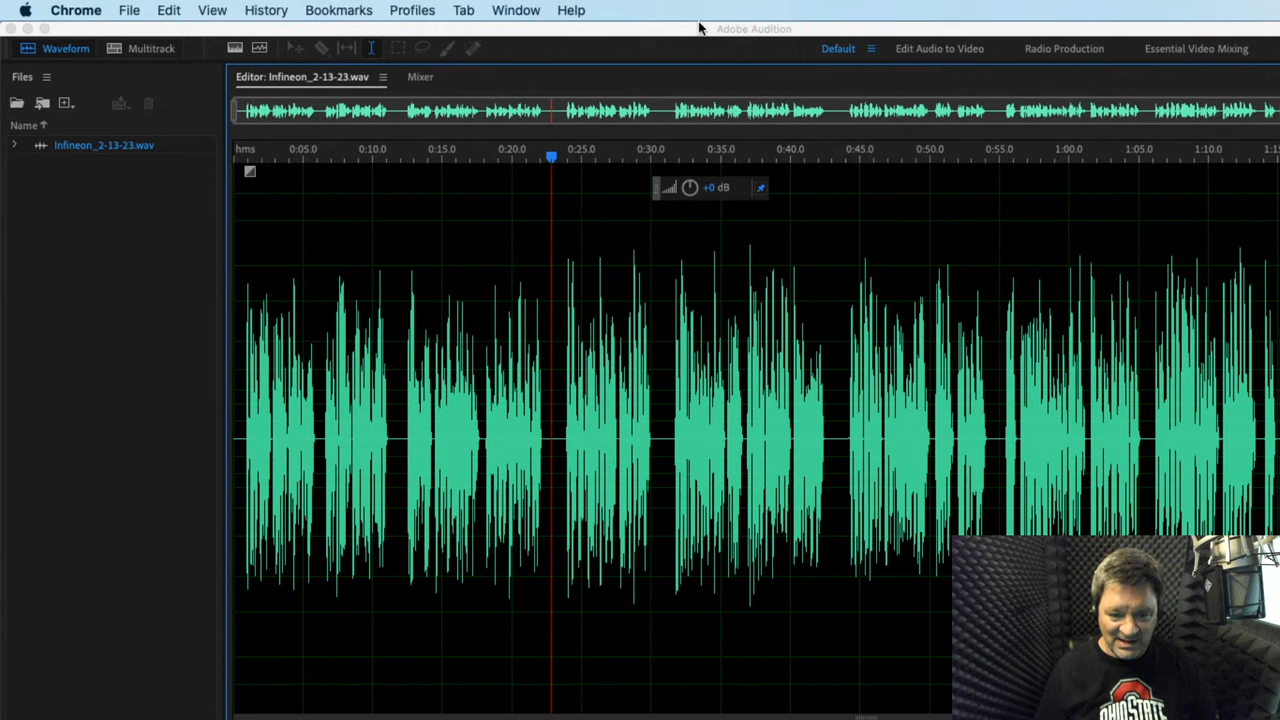 Chrome File Edit View History Bookmarks Profiles Tab Window Help
Adobe Audition
Waveform Multitrack Default Edit Audio to Video Radio Production Essential Video Mixing
Files Editor: Infineon_2-13-23.wav Mixer
Name
Infineon_2-13-23.wav
hms 0:05.0 0:10.0 0:15.0 0:20.0 0:25.0 0:30.0 0:35.0 0:40.0 0:45.0 0:50.0 0:55.0 1:00.0 1:05.0 1:10.0
+0 dB
OHIO STATE